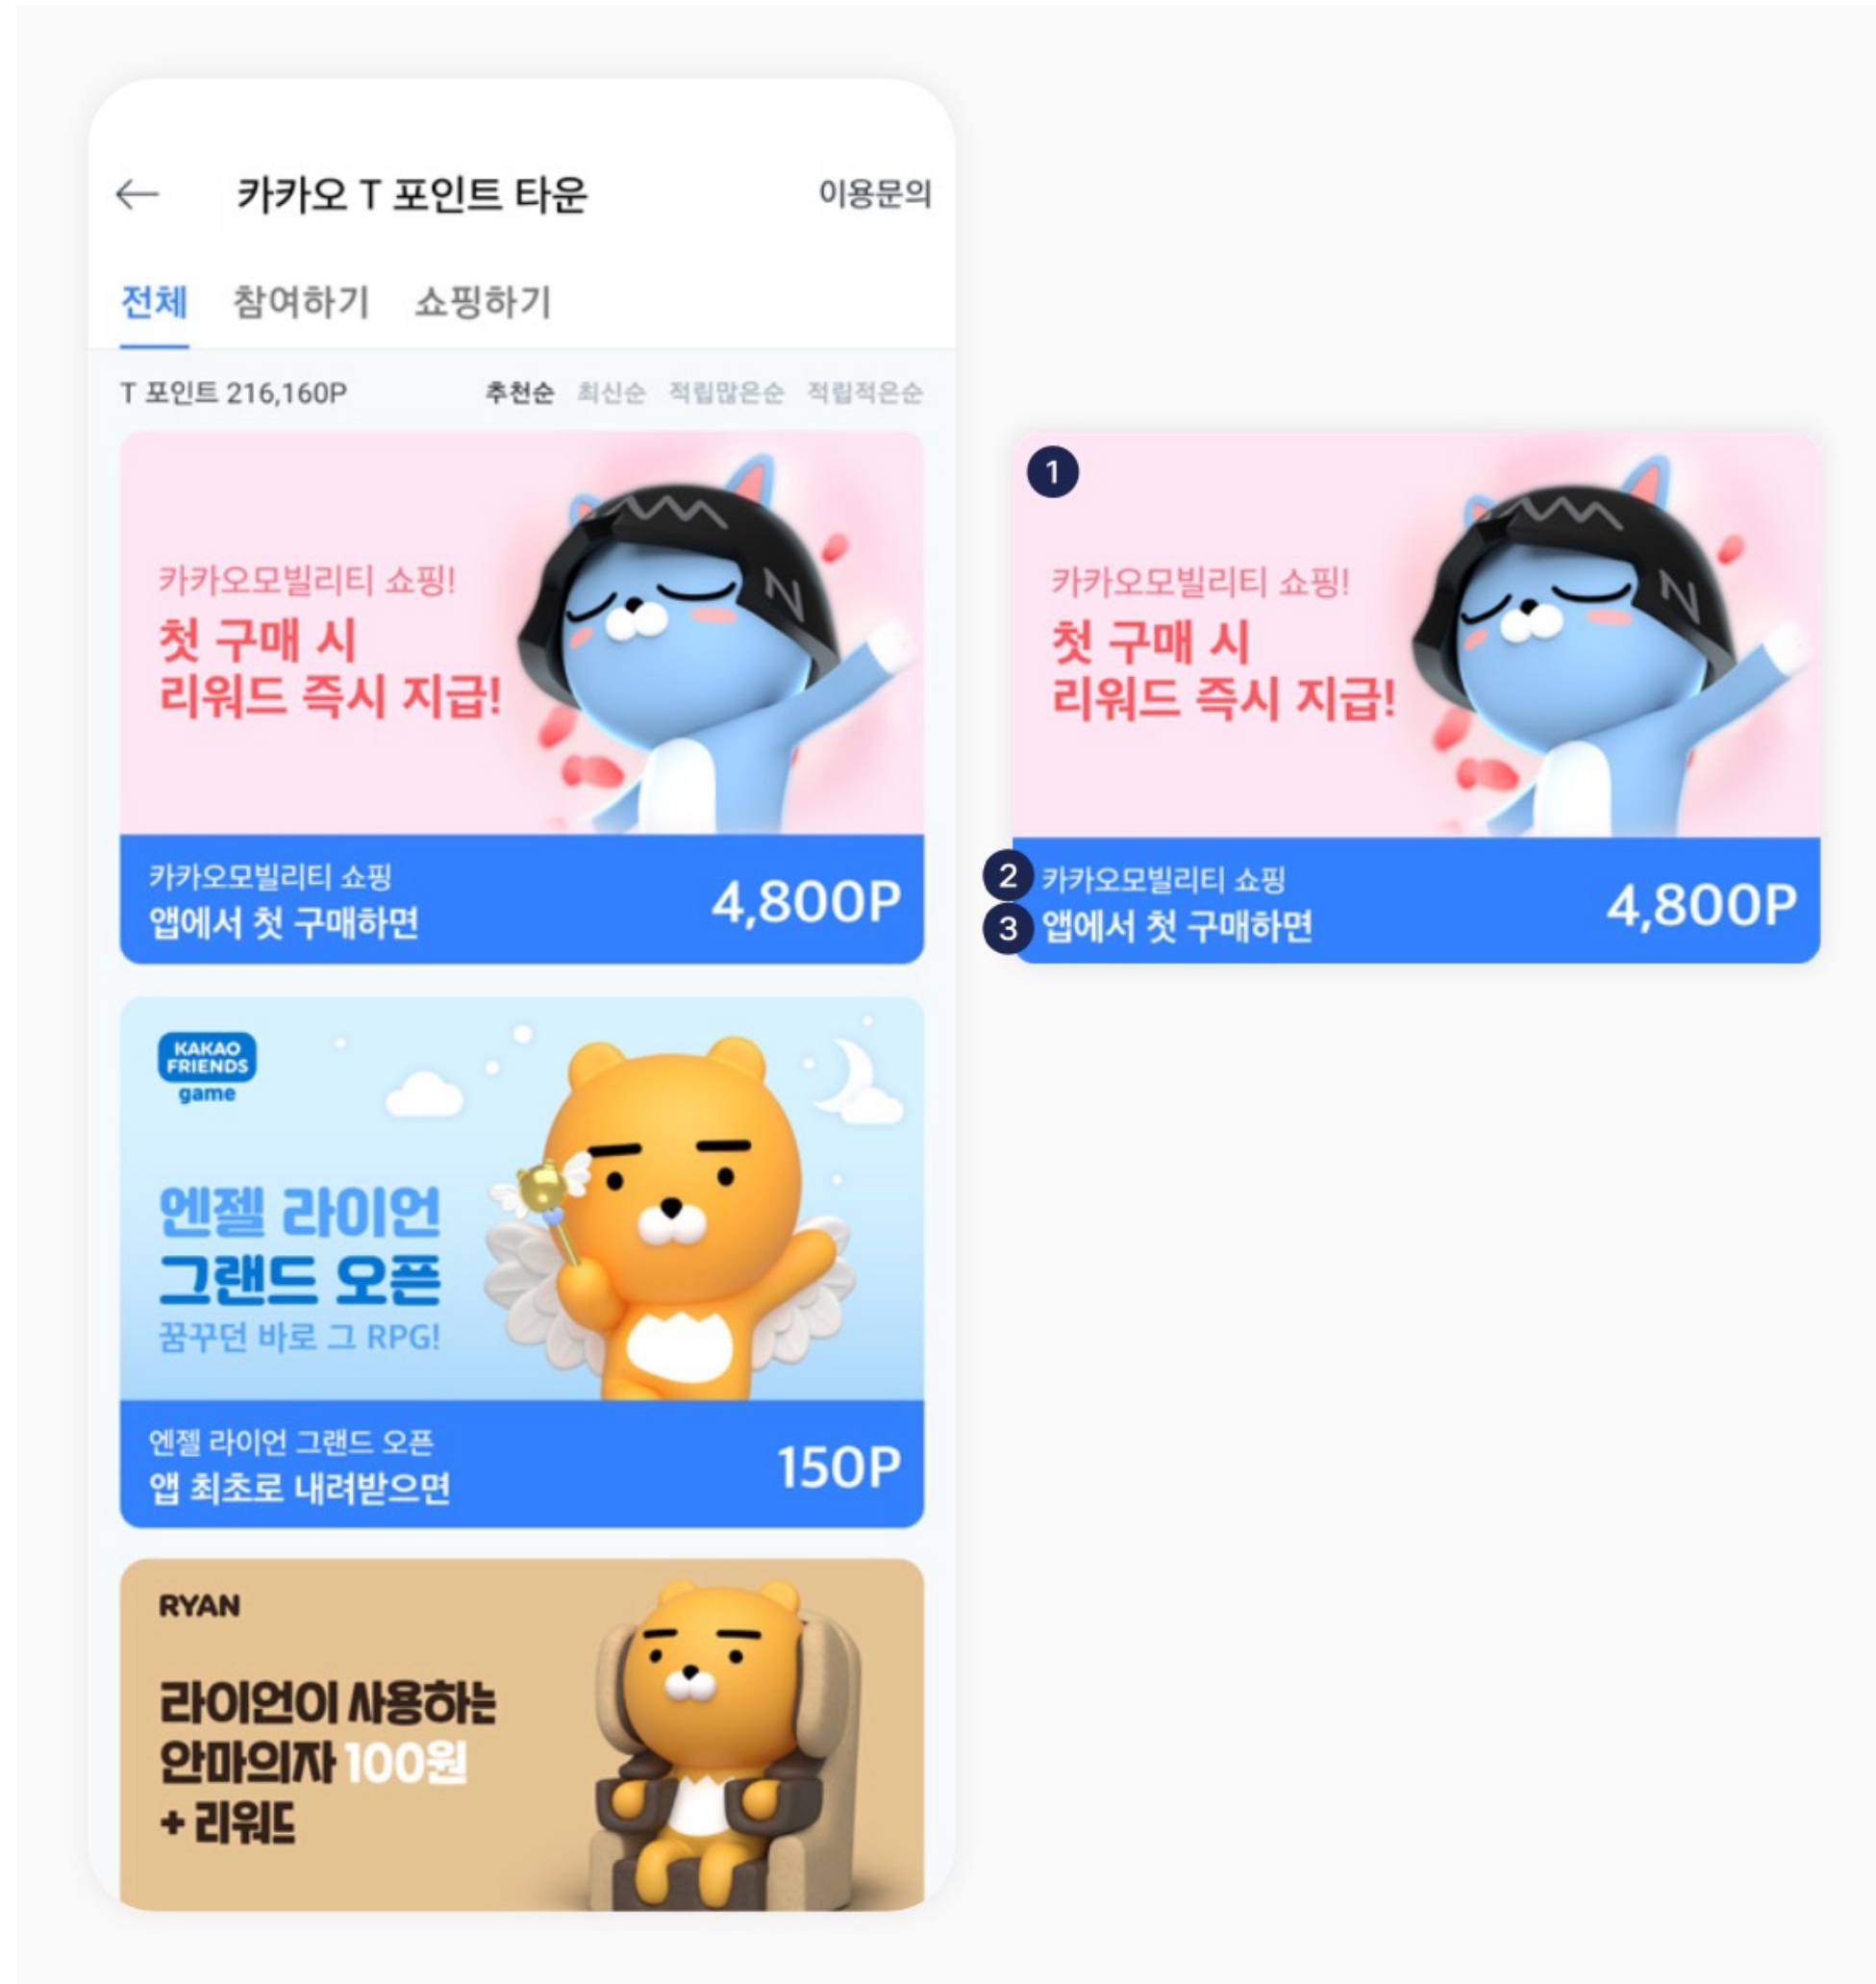 카카오 T 포인트 타운
이용문의
전체 참여하기 쇼핑하기
T 포인트 216,160P
추천순 최신순 적립많은순 적립적은순
카카오모빌리티 쇼핑!
첫 구매 시
리워드 즉시 지급!
N
카카오모빌리티 쇼핑
앱에서 첫 구매하면
4,800P
KAKAO
FRIENDS
game
엔젤 라이언
그랜드 오픈
꿈꾸던 바로 그 RPG!
엔젤 라이언 그랜드 오픈
앱 최초로 내려받으면
150P
RYAN
라이언이 사용하는
안마의자 100원
+ 리워드
1
카카오모빌리티 쇼핑!
첫 구매 시
리워드 즉시 지급!
N
2 카카오모빌리티 쇼핑
3 앱에서 첫 구매하면
4,800P